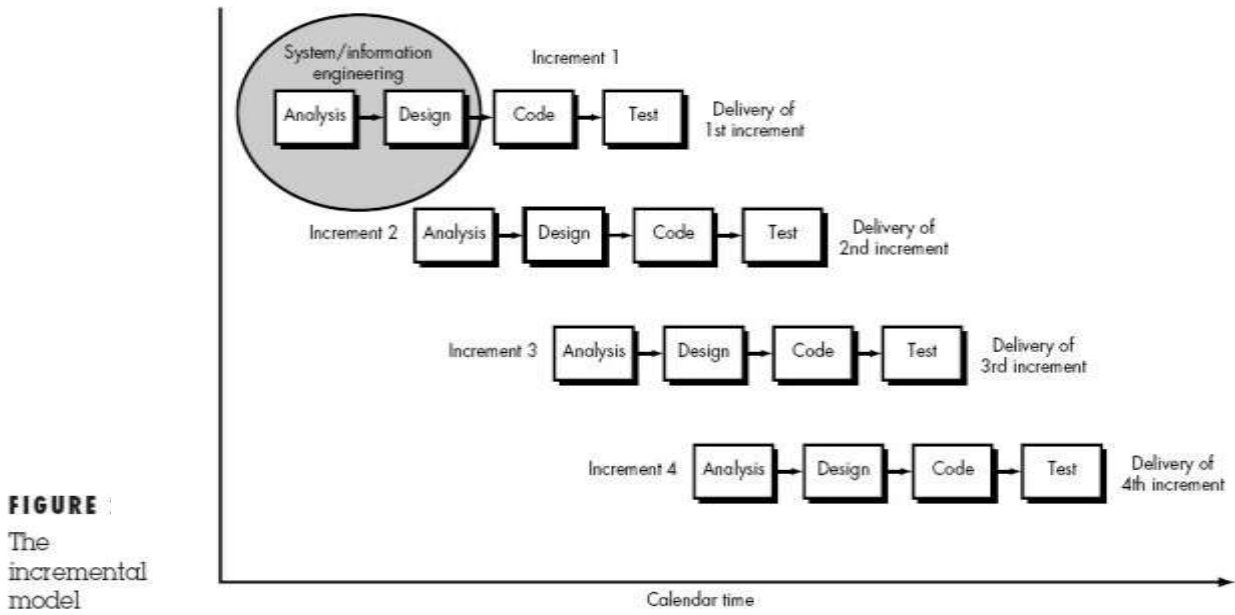 System/information
engineering
Increment 1
Analysis
Design
Code
Test
Delivery of
1st increment
Increment 2
Analysis
Design
Code
Test
Delivery of
2nd increment
Increment 3
Analysis
Design
Code
Test
Delivery of
3rd increment
Increment 4
Analysis
Design
Code
Test
Delivery of
4th increment
FIGURE
The
incremental
model
Calendar time